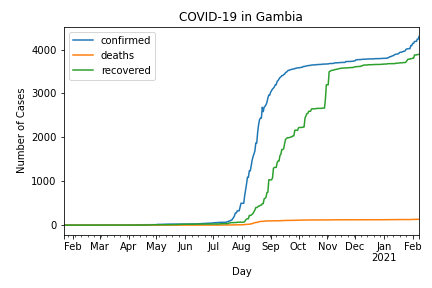 COVID-19 in Gambia
confirmed
deaths
recovered
Number of Cases
4000
3000
2000
1000
0
Feb Mar Apr May Jun Jul Aug Sep Oct Nov Dec Jan Feb
2021
Day